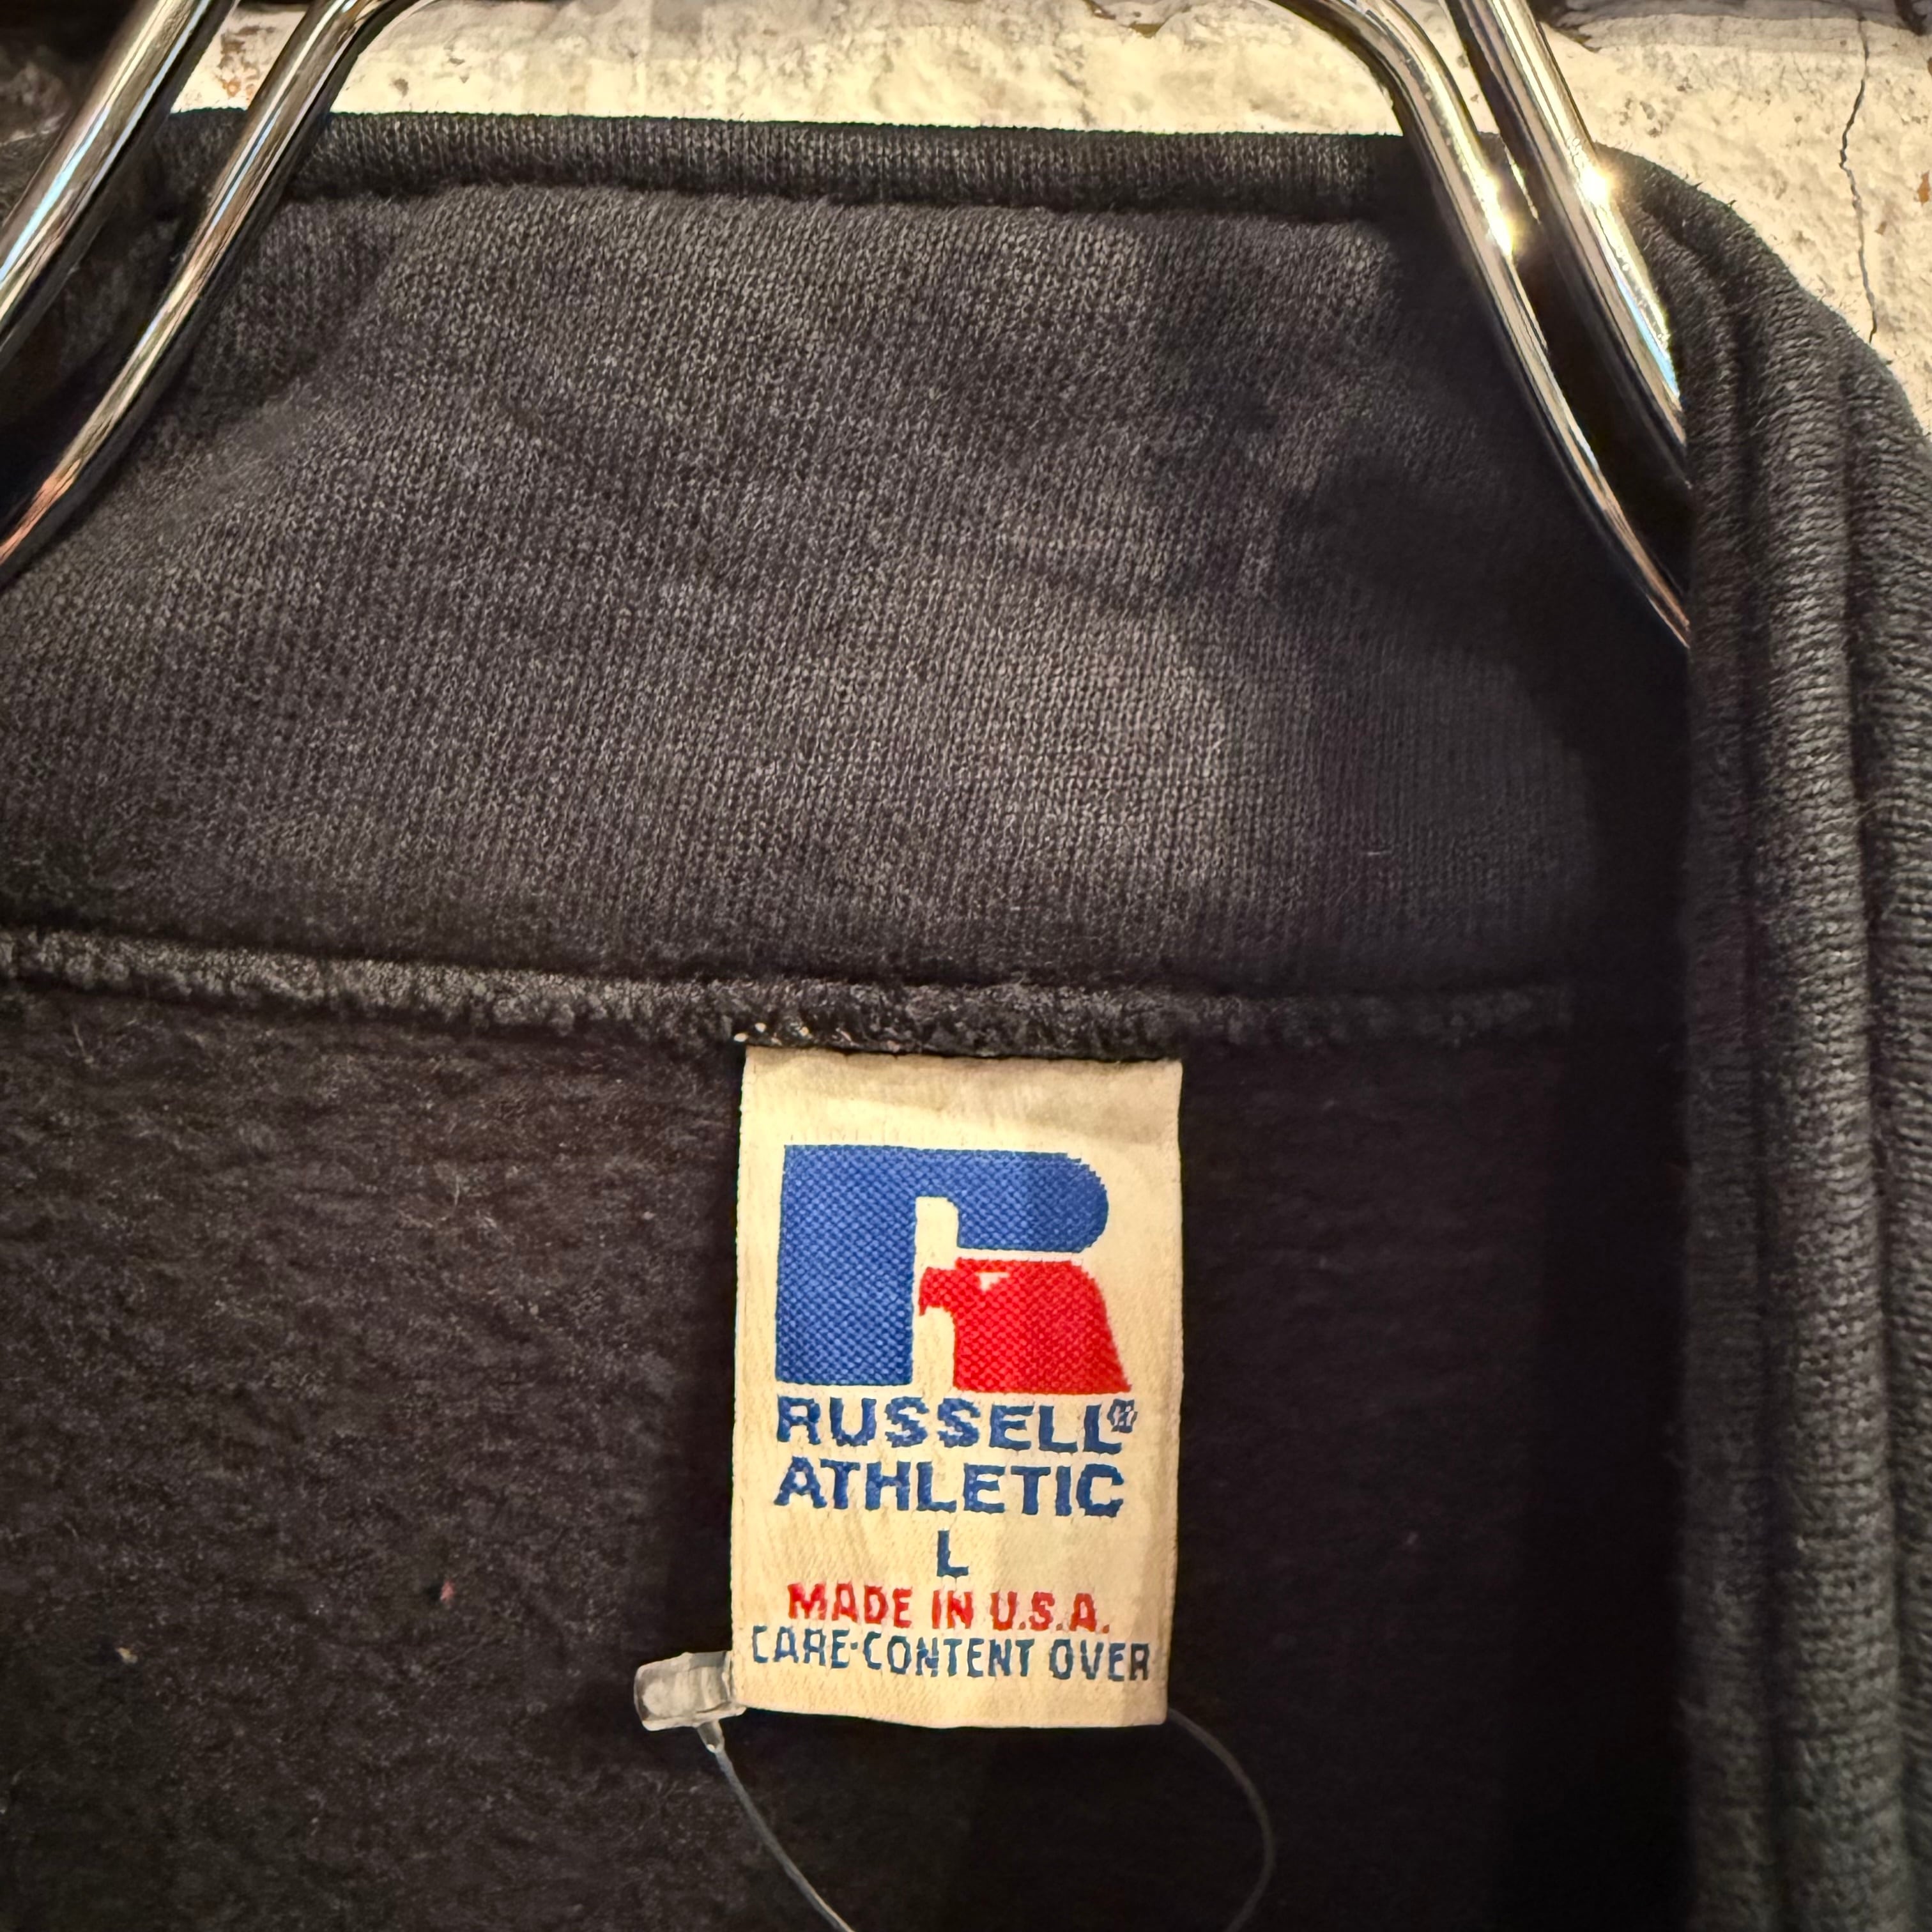 R
RUSSELL®
ATHLETIC
L
MADE IN U.S.A.
CARE-CONTENT OVER